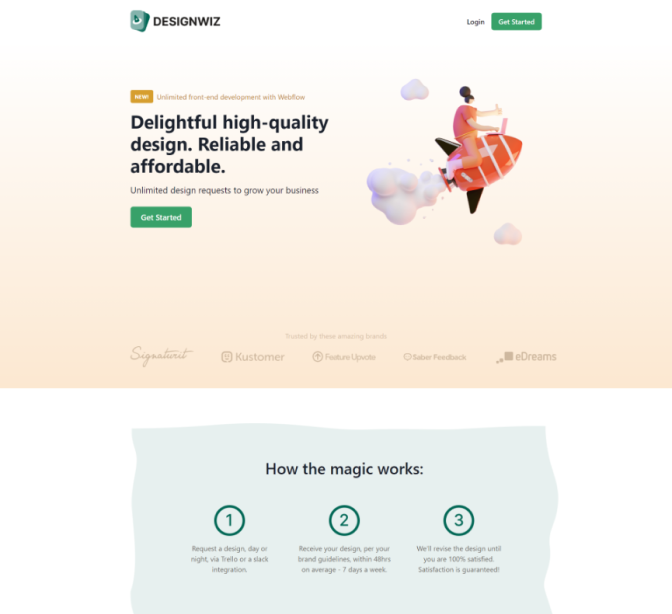 DESIGNWIZ
Login
Get Started
NEW!
Unlimited front-end development with Webflow
Delightful high-quality
design. Reliable and
affordable.
Unlimited design requests to grow your business
Get Started
Trusted by these amazing brands
Signaturit
Kustomer
Feature Upvote
Saber Feedback
eDreams
How the magic works:
1
2
3
Request a design, day or
night, via Trello or a slack
integration.
Receive your design, per your
brand guidelines, within 48hrs
on average - 7 days a week.
We'll revise the design until
you are 100% satisfied.
Satisfaction is guaranteed!